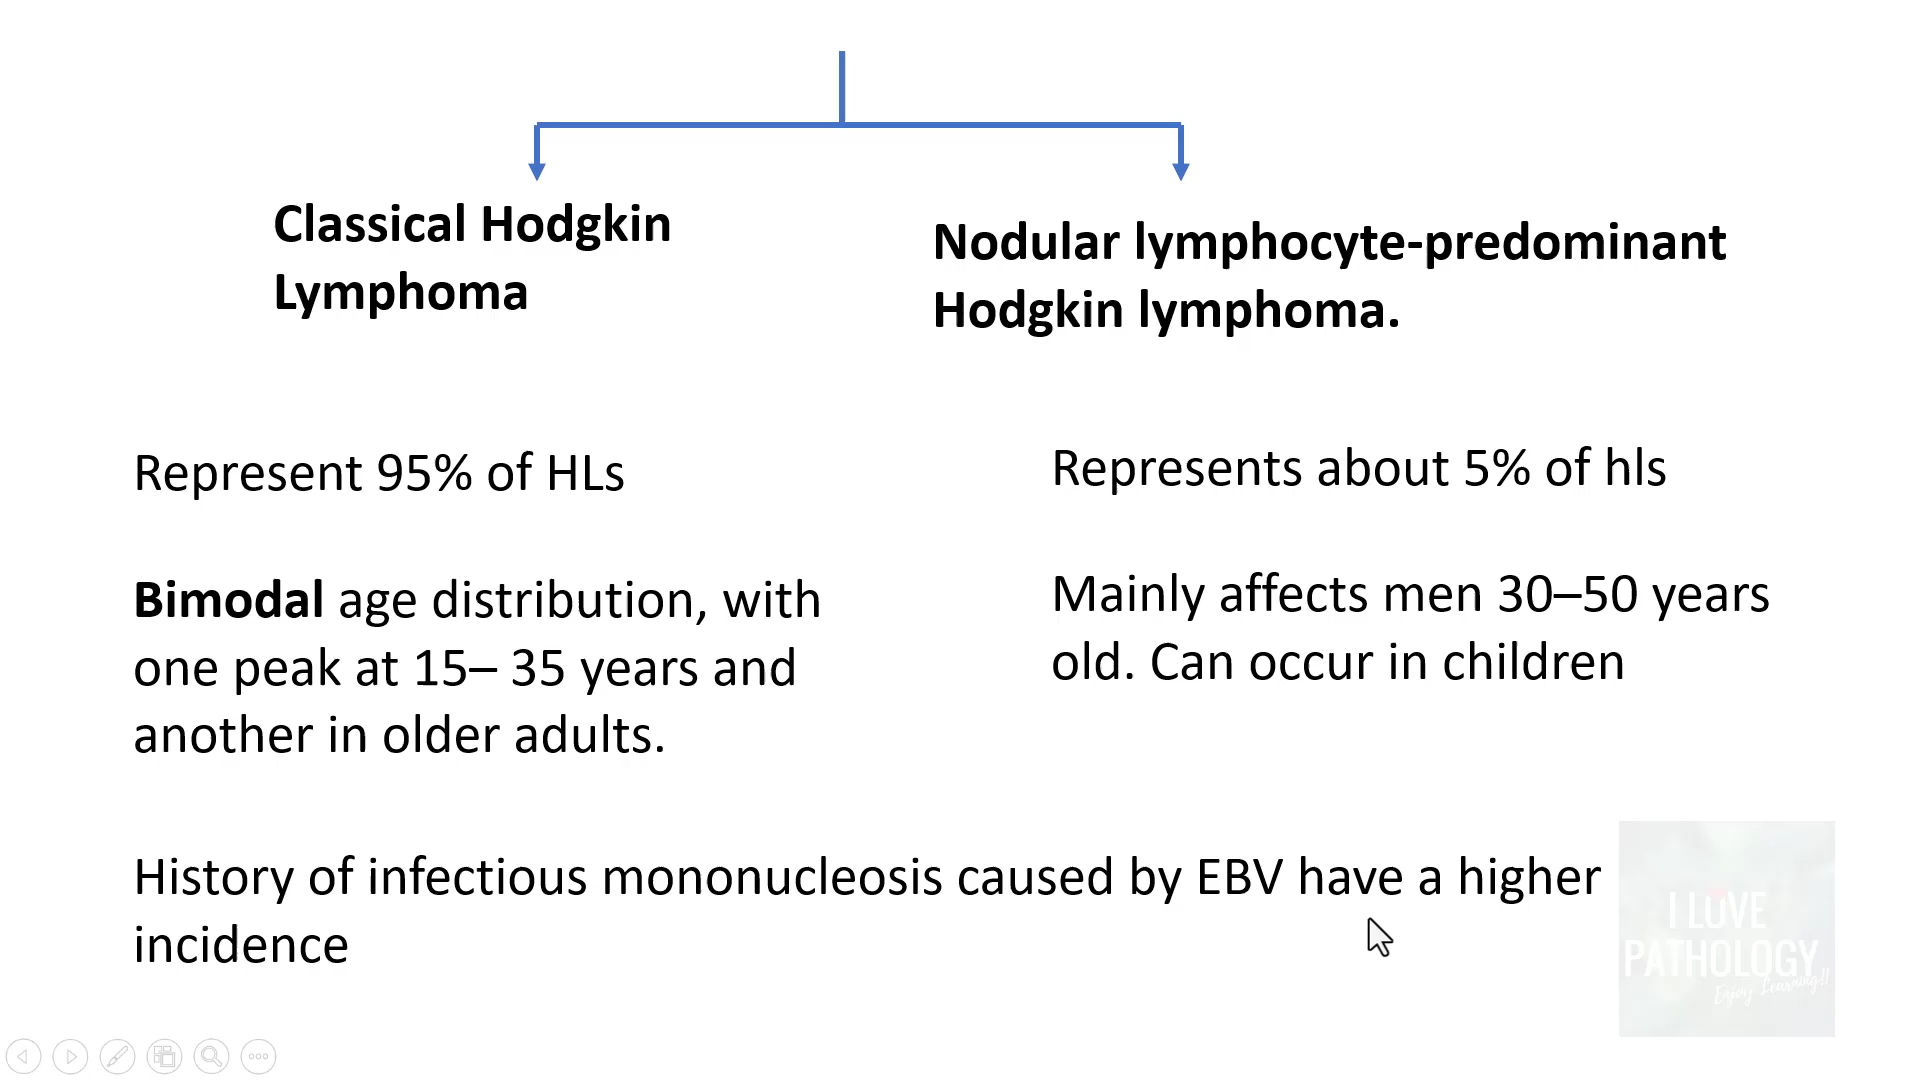 Classical Hodgkin
Lymphoma
Nodular lymphocyte-predominant
Hodgkin lymphoma.
Represent 95% of HLs
Represents about 5% of hls
Bimodal age distribution, with
one peak at 15– 35 years and
another in older adults.
Mainly affects men 30–50 years
old. Can occur in children
History of infectious mononucleosis caused by EBV have a higher
incidence
I LOVE
PATHOLOGY
Enjoy Learning!!